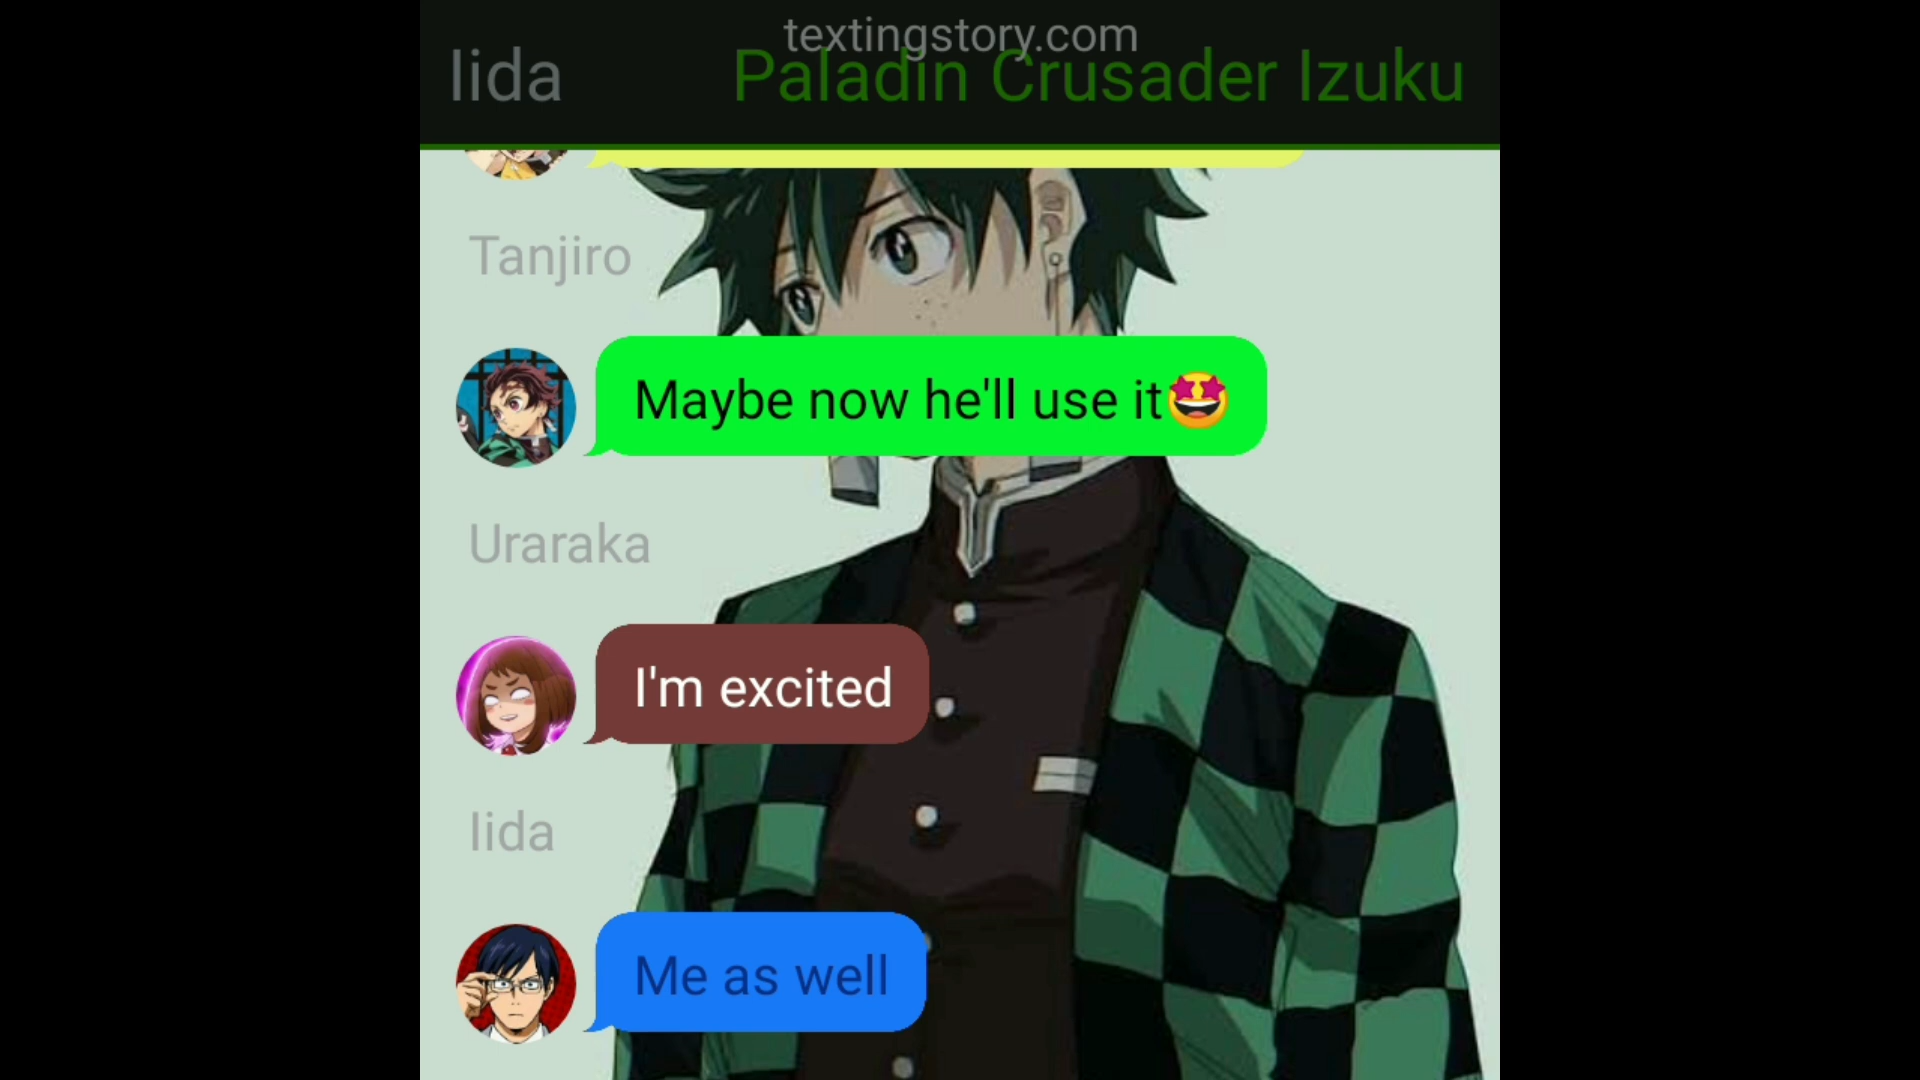 textingstory.com
Iida Paladin Crusader Izuku
Tanjiro
Maybe now he'll use it🤩
Uraraka
I'm excited
Iida
Me as well